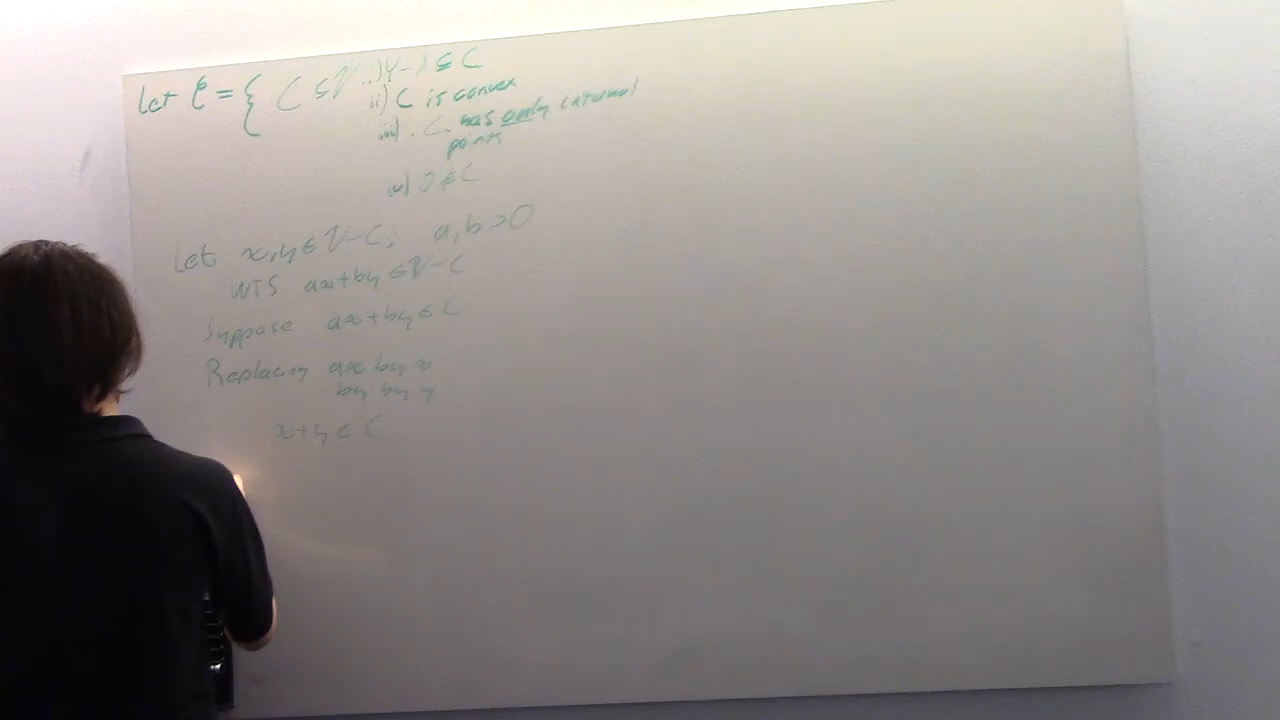 Let ℰ = { C ⊆ V : i) Y - X ⊆ C
ii) C is convex
iii) C has only internal
points
iv) 0 ∉ C
Let x, y ∈ V - C, a, b > 0
WTS ax + by ∈ V - C
Suppose ax + by ∈ C
Replacing ax by x
by by y
x + y ∈ C